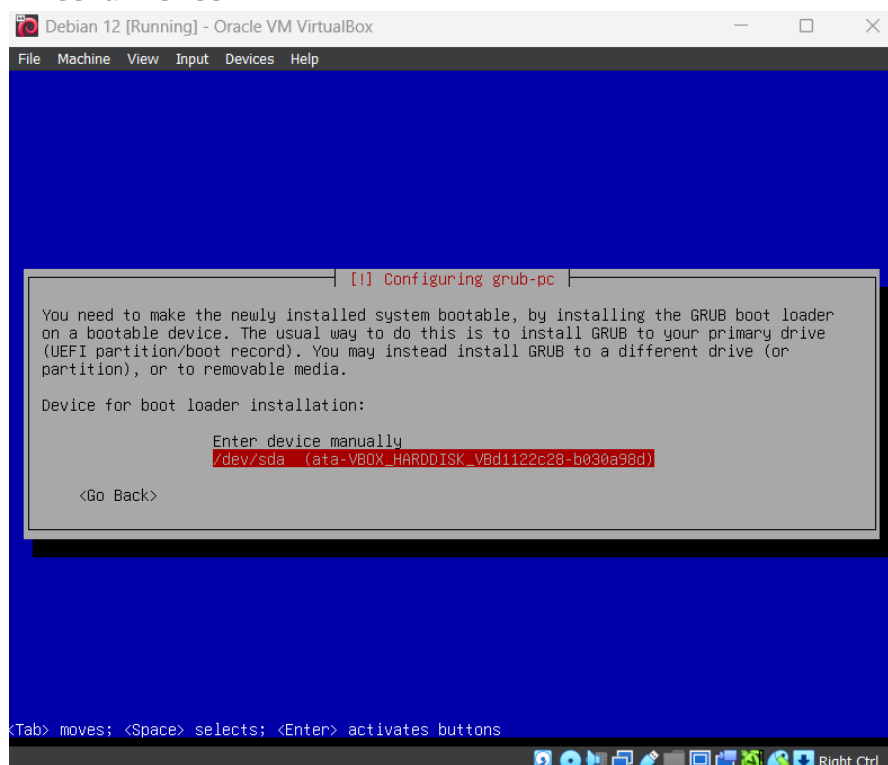 Debian 12 [Running] - Oracle VM VirtualBox
File Machine View Input Devices Help
[!] Configuring grub-pc
You need to make the newly installed system bootable, by installing the GRUB boot loader
on a bootable device. The usual way to do this is to install GRUB to your primary drive
(UEFI partition/boot record). You may instead install GRUB to a different drive (or
partition), or to removable media.
Device for boot loader installation:
Enter device manually
/dev/sda (ata-VBOX_HARDDISK_VBd1122c28-b030a98d)
<Go Back>
<Tab> moves; <Space> selects; <Enter> activates buttons
Right Ctrl